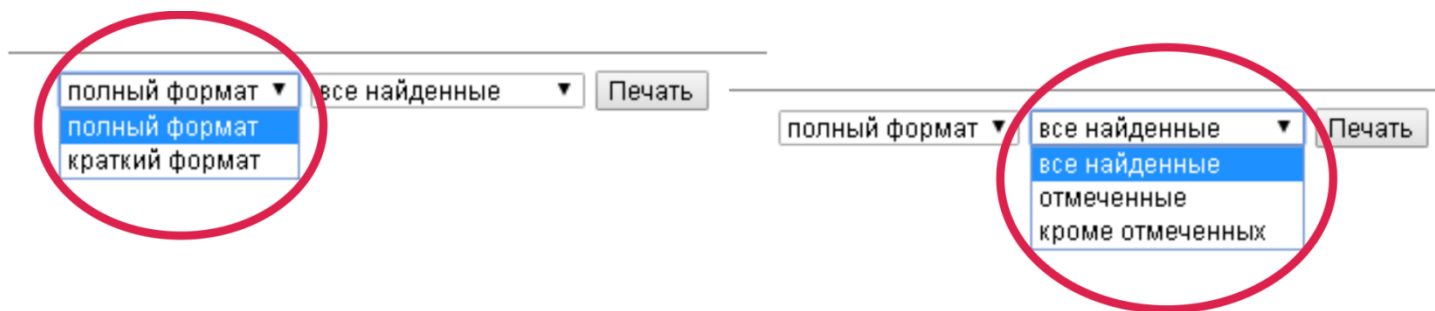 полный формат все найденные Печать
полный формат
краткий формат
полный формат все найденные Печать
все найденные
отмеченные
кроме отмеченных